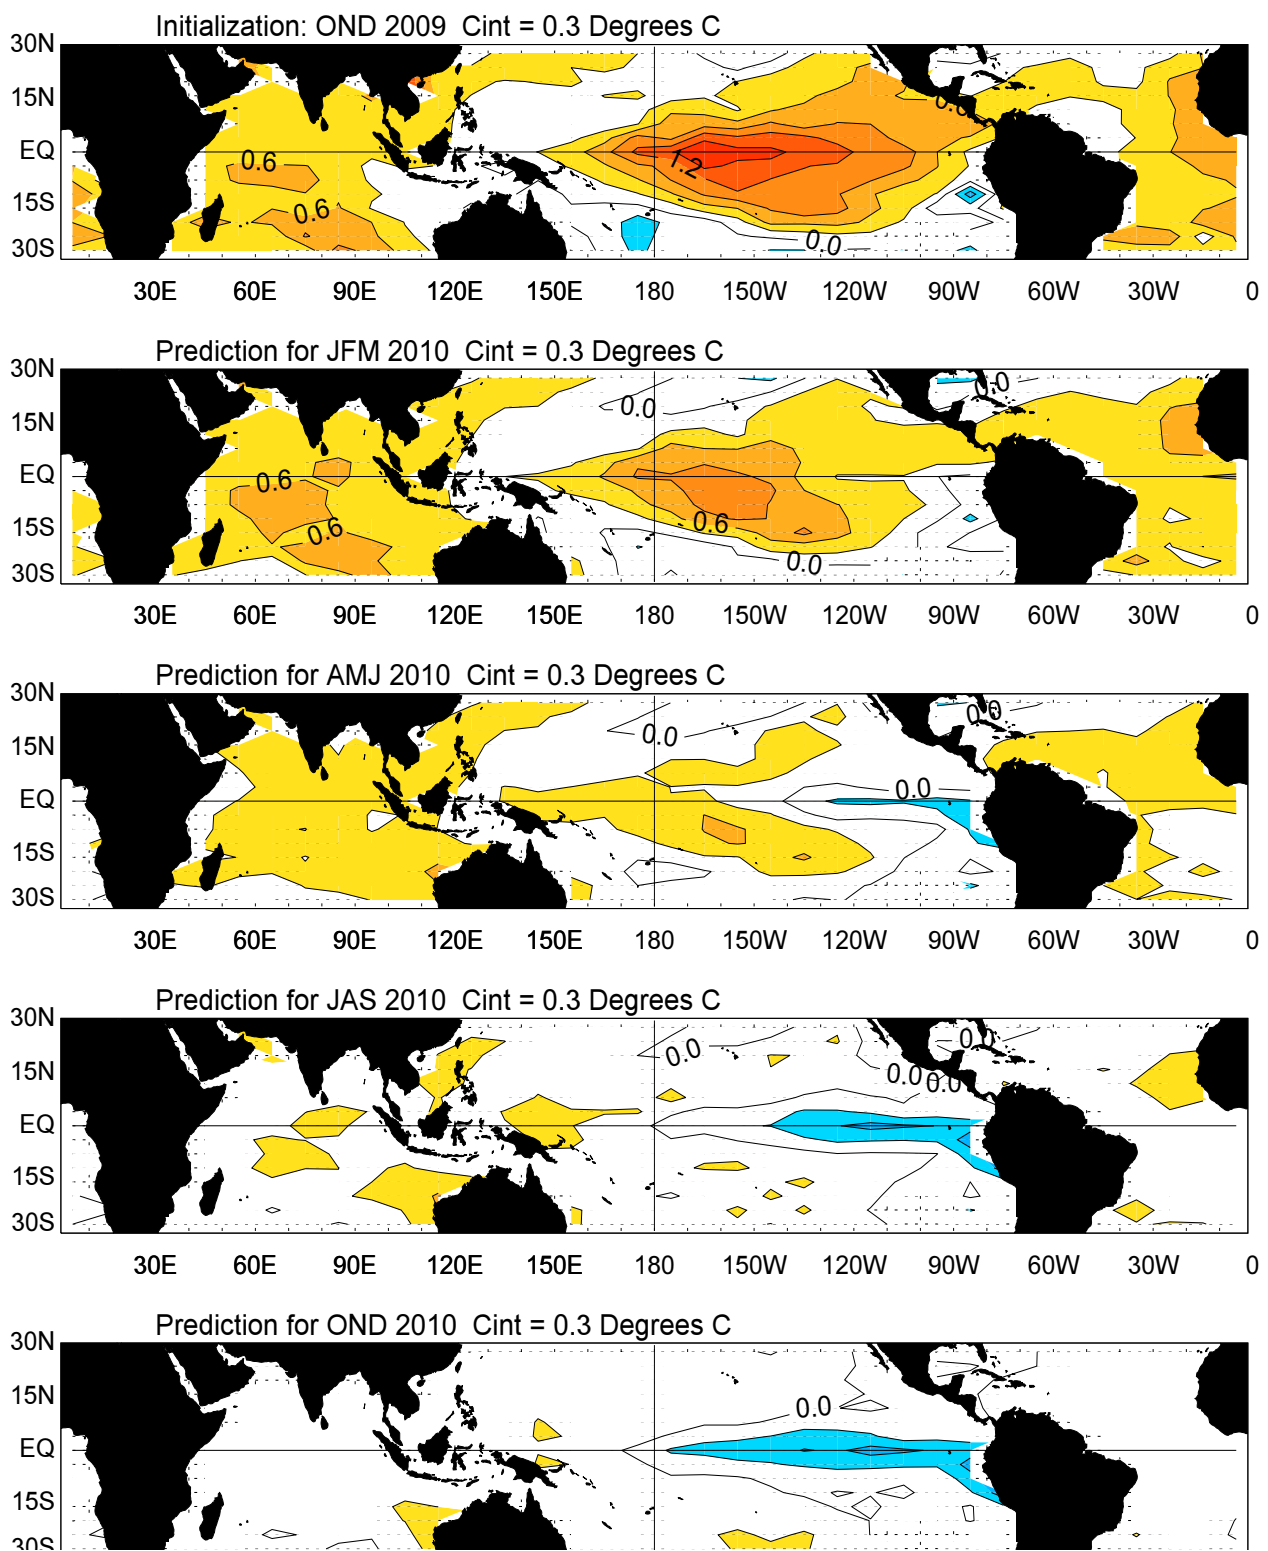 Initialization: OND 2009  Cint = 0.3 Degrees C
30N
15N
0.0
EQ
0.6
1.2
15S
0.6
30S
0.0
30E 60E 90E 120E 150E 180 150W 120W 90W 60W 30W 0
Prediction for JFM 2010  Cint = 0.3 Degrees C
30N
0.0
0.0
15N
EQ
0.6
15S
0.6
0.6
30S
0.0
30E 60E 90E 120E 150E 180 150W 120W 90W 60W 30W 0
Prediction for AMJ 2010  Cint = 0.3 Degrees C
30N
0.0
0.0
15N
EQ
0.0
15S
30S
30E 60E 90E 120E 150E 180 150W 120W 90W 60W 30W 0
Prediction for JAS 2010  Cint = 0.3 Degrees C
30N
0.0
0.0
15N
0.0 0.0
EQ
15S
30S
30E 60E 90E 120E 150E 180 150W 120W 90W 60W 30W 0
Prediction for OND 2010  Cint = 0.3 Degrees C
30N
15N
0.0
EQ
15S
30S